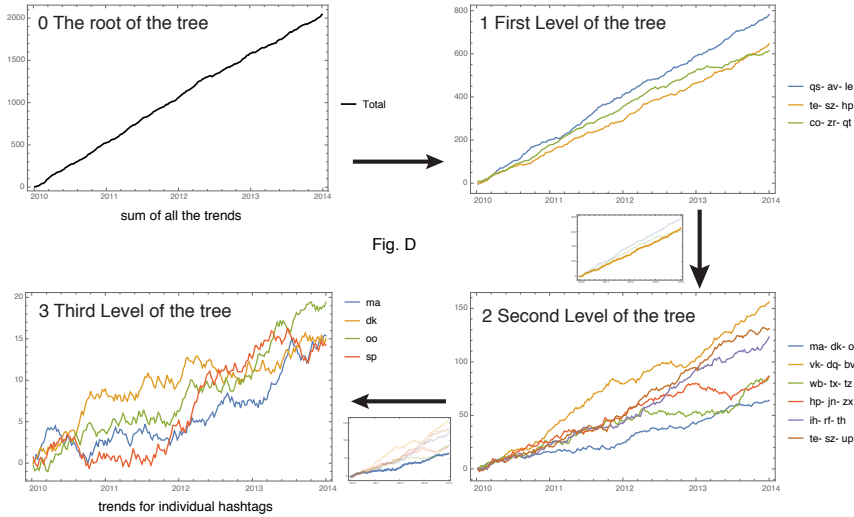 0 The root of the tree
2000
1500
1000
500
0
2010
2011
2012
2013
2014
sum of all the trends
Total
1 First Level of the tree
800
600
400
200
0
2010
2011
2012
2013
2014
qs- av- le
te- sz- hp
co- zr- qt
Fig. D
3 Third Level of the tree
20
15
10
5
0
2010
2011
2012
2013
2014
trends for individual hashtags
ma
dk
oo
sp
2 Second Level of the tree
150
100
50
0
2010
2011
2012
2013
2014
ma- dk- o
vk- dq- bv
wb- tx- tz
hp- jn- zx
ih- rf- th
te- sz- up